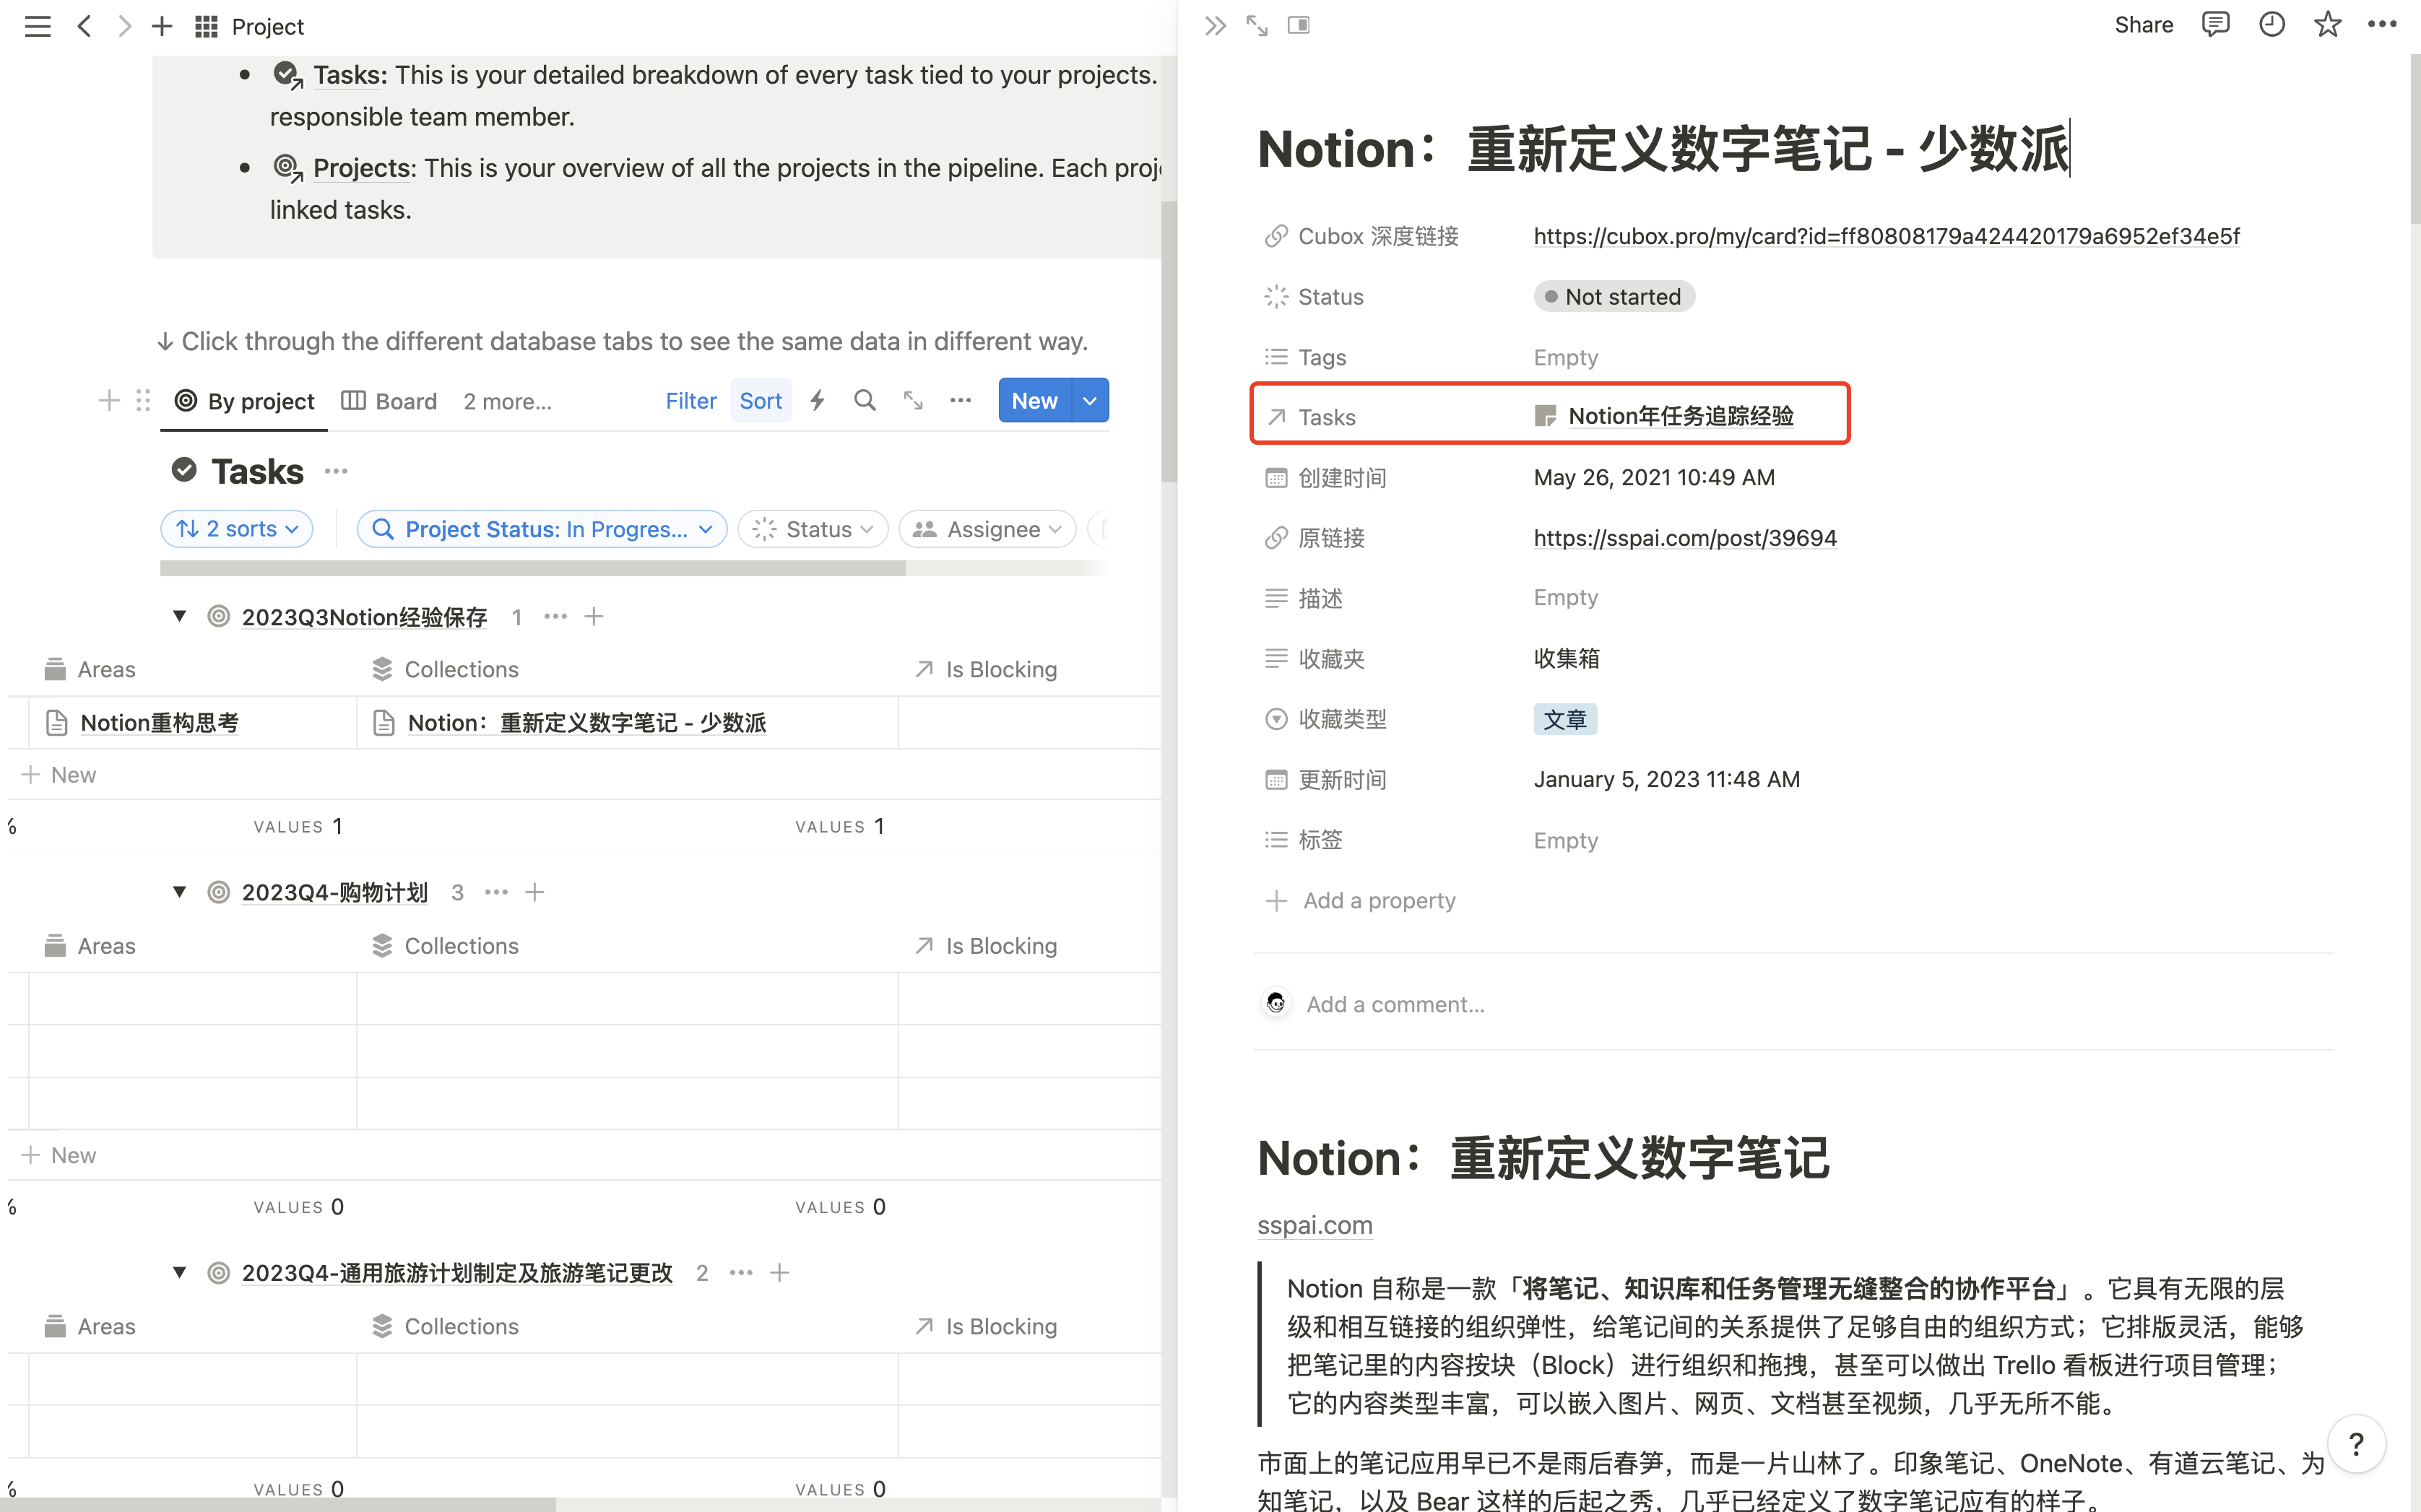 Project
Tasks: This is your detailed breakdown of every task tied to your projects.
responsible team member.
Projects: This is your overview of all the projects in the pipeline. Each proj
linked tasks.
↓ Click through the different database tabs to see the same data in different way.
By project Board 2 more... Filter Sort New
Tasks
2 sorts Project Status: In Progres... Status Assignee
2023Q3Notion经验保存 1
Areas Collections Is Blocking
Notion重构思考 Notion：重新定义数字笔记 - 少数派
New
% VALUES 1 VALUES 1
2023Q4-购物计划 3
Areas Collections Is Blocking
New
% VALUES 0 VALUES 0
2023Q4-通用旅游计划制定及旅游笔记更改 2
Areas Collections Is Blocking
% VALUES 0 VALUES 0
Share
Notion：重新定义数字笔记 - 少数派
Cubox 深度链接 https://cubox.pro/my/card?id=ff80808179a424420179a6952ef34e5f
Status Not started
Tags Empty
Tasks Notion年任务追踪经验
创建时间 May 26, 2021 10:49 AM
原链接 https://sspai.com/post/39694
描述 Empty
收藏夹 收集箱
收藏类型 文章
更新时间 January 5, 2023 11:48 AM
标签 Empty
Add a property
Add a comment...
Notion：重新定义数字笔记
sspai.com
Notion 自称是一款「将笔记、知识库和任务管理无缝整合的协作平台」。它具有无限的层
级和相互链接的组织弹性，给笔记间的关系提供了足够自由的组织方式；它排版灵活，能够
把笔记里的内容按块（Block）进行组织和拖拽，甚至可以做出 Trello 看板进行项目管理；
它的内容类型丰富，可以嵌入图片、网页、文档甚至视频，几乎无所不能。
市面上的笔记应用早已不是雨后春笋，而是一片山林了。印象笔记、OneNote、有道云笔记、为
知笔记，以及 Bear 这样的后起之秀，几乎已经定义了数字笔记应有的样子。
?